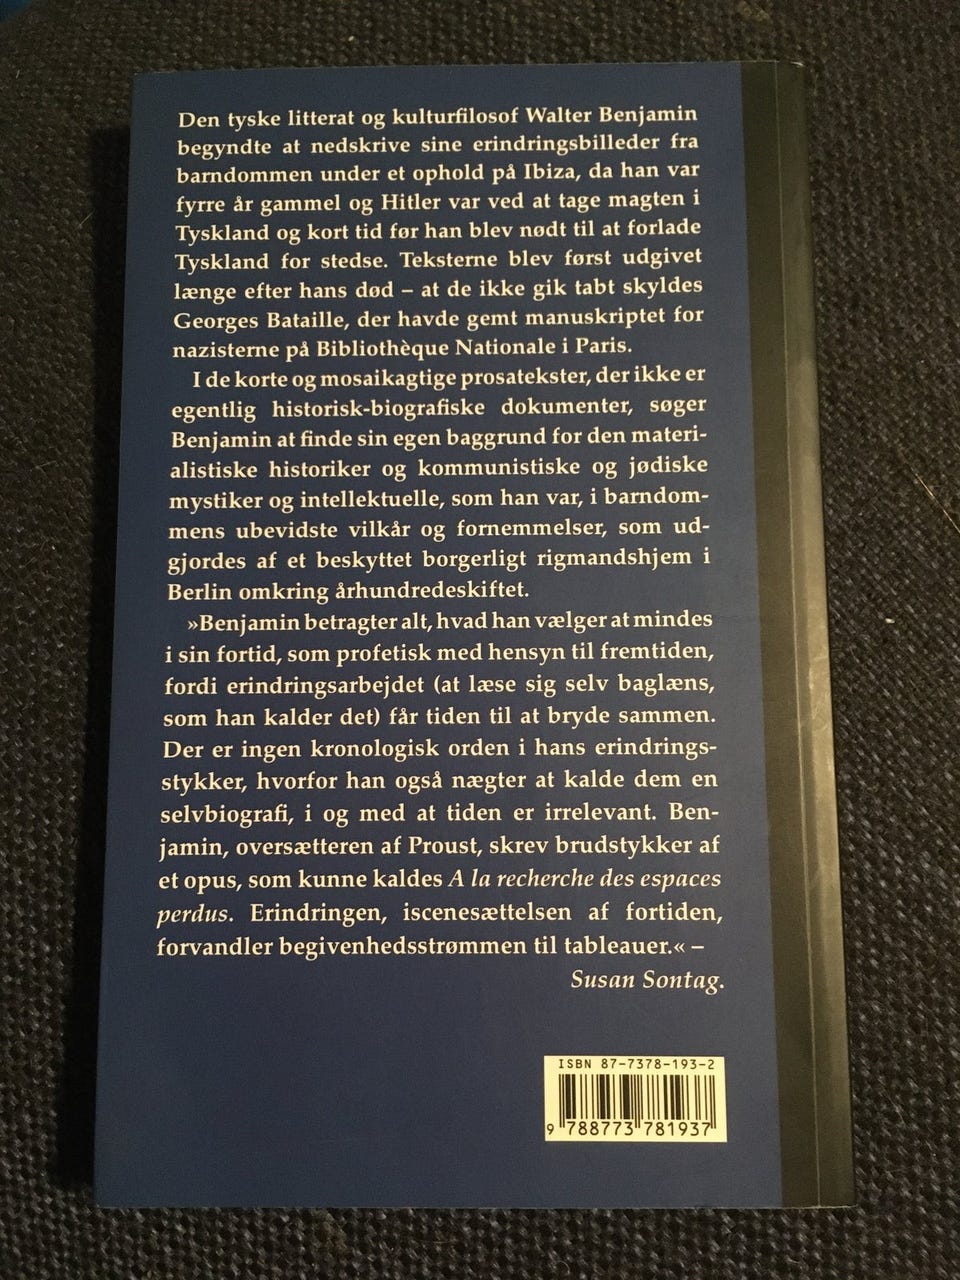 Den tyske litterat og kulturfilosof Walter Benjamin
begyndte at nedskrive sine erindringsbilleder fra
barndommen under et ophold på Ibiza, da han var
fyrre år gammel og Hitler var ved at tage magten i
Tyskland og kort tid før han blev nødt til at forlade
Tyskland for stedse. Teksterne blev først udgivet
længe efter hans død – at de ikke gik tabt skyldes
Georges Bataille, der havde gemt manuskriptet for
nazisterne på Bibliothèque Nationale i Paris.
I de korte og mosaikagtige prosatekster, der ikke er
egentlig historisk-biografiske dokumenter, søger
Benjamin at finde sin egen baggrund for den materi-
alistiske historiker og kommunistiske og jødiske
mystiker og intellektuelle, som han var, i barndom-
mens ubevidste vilkår og fornemmelser, som ud-
gjordes af et beskyttet borgerligt rigmandshjem i
Berlin omkring århundredeskiftet.
»Benjamin betragter alt, hvad han vælger at mindes
i sin fortid, som profetisk med hensyn til fremtiden,
fordi erindringsarbejdet (at læse sig selv baglæns,
som han kalder det) får tiden til at bryde sammen.
Der er ingen kronologisk orden i hans erindrings-
stykker, hvorfor han også nægter at kalde dem en
selvbiografi, i og med at tiden er irrelevant. Ben-
jamin, oversætteren af Proust, skrev brudstykker af
et opus, som kunne kaldes A la recherche des espaces
perdus. Erindringen, iscenesættelsen af fortiden,
forvandler begivenhedsstrømmen til tableauer.« –
Susan Sontag.
ISBN 87-7378-193-2
9 788773 781937